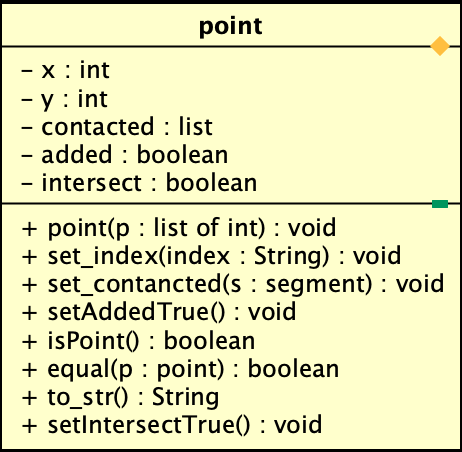 point
- x : int
- y : int
- contacted : list
- added : boolean
- intersect : boolean
+ point(p : list of int) : void
+ set_index(index : String) : void
+ set_contancted(s : segment) : void
+ setAddedTrue() : void
+ isPoint() : boolean
+ equal(p : point) : boolean
+ to_str() : String
+ setIntersectTrue() : void